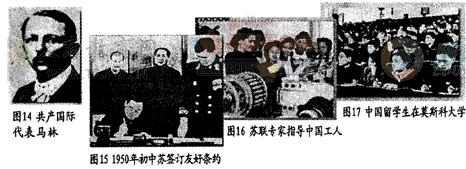 图14 共产国际
代表马林
图15 1950年初中苏签订友好条约
图16 苏联专家指导中国工人
图17 中国留学生在莫斯科大学